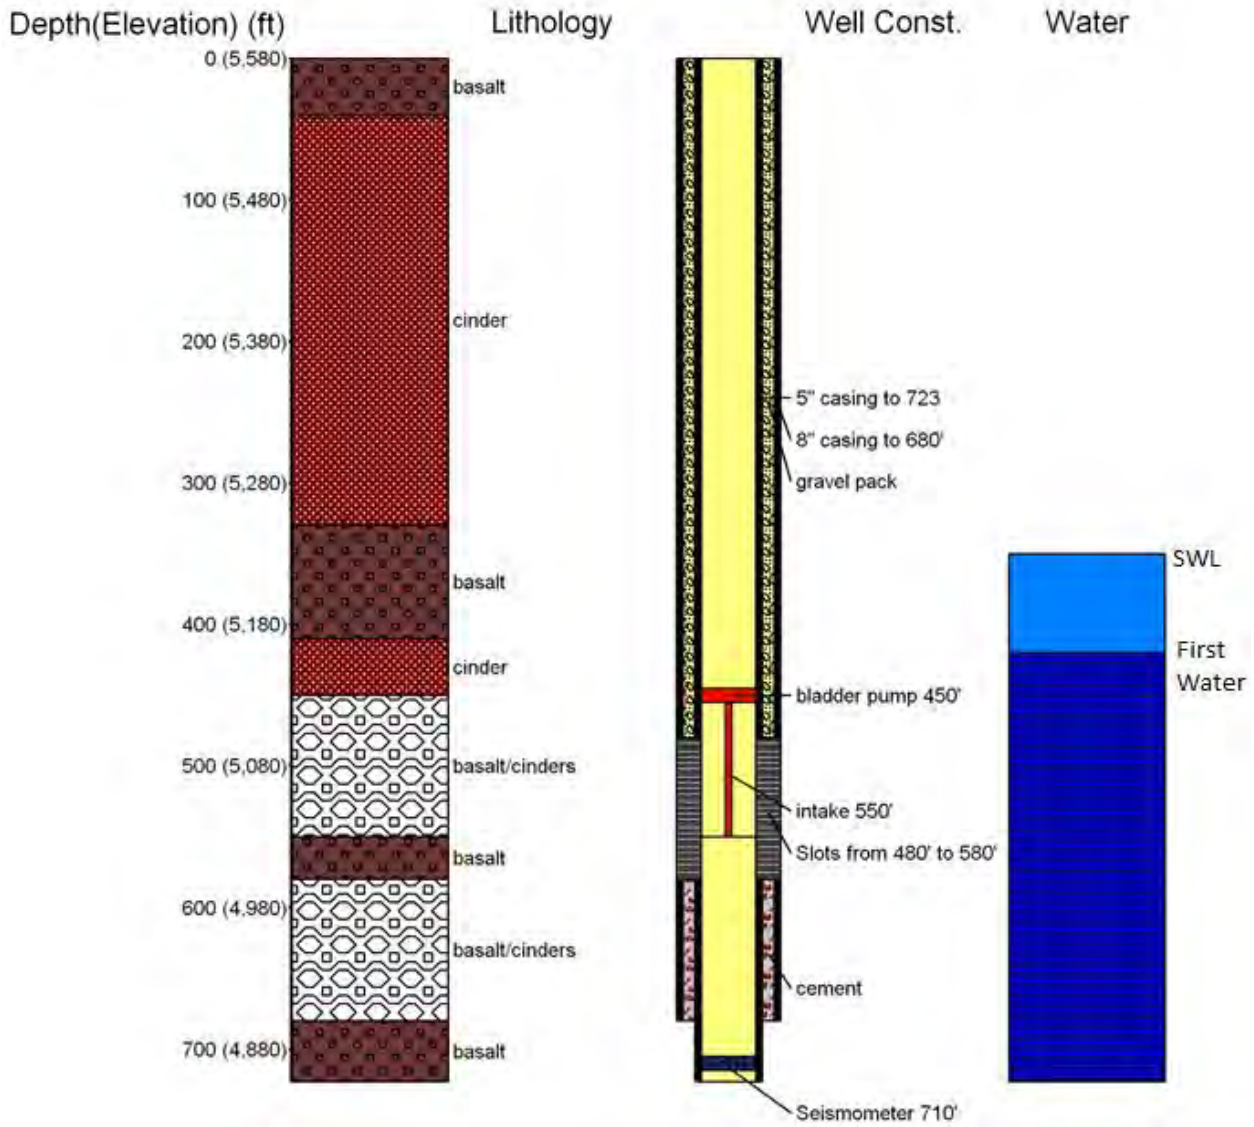 Depth(Elevation) (ft) Lithology Well Const. Water
0 (5,580)
basalt
100 (5,480)
cinder
200 (5,380)
5" casing to 723
8" casing to 680'
300 (5,280)
gravel pack
SWL
basalt
400 (5,180)
First
Water
cinder
bladder pump 450'
500 (5,080)
basalt/cinders
intake 550'
Slots from 480' to 580'
basalt
600 (4.980)
basalt/cinders
cement
700 (4.880)
basalt
Seismometer 710'